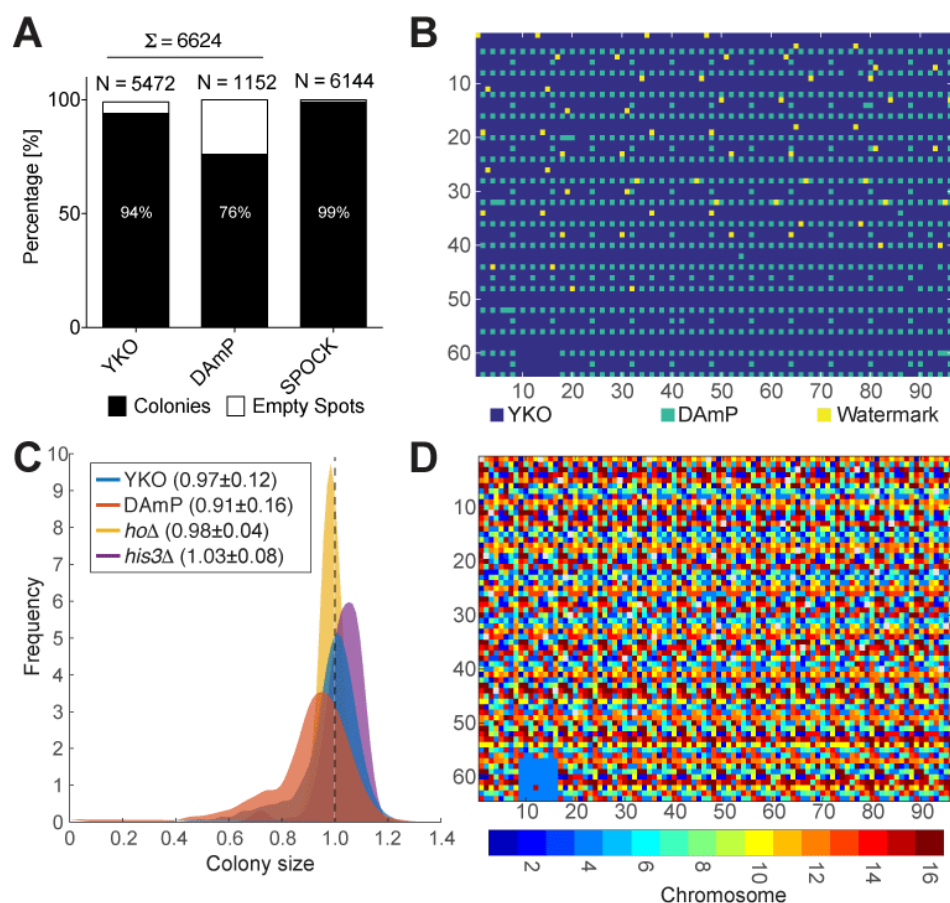 A
Σ = 6624
N = 5472 N = 1152 N = 6144
100
50
0
Percentage [%]
94%
76%
99%
YKO
DAmP
SPOCK
Colonies
Empty Spots
B
10
20
30
40
50
60
10 20 30 40 50 60 70 80 90
YKO
DAmP
Watermark
C
10
9
8
7
6
5
4
3
2
1
0
Frequency
YKO (0.97±0.12)
DAmP (0.91±0.16)
hoΔ (0.98±0.04)
his3Δ (1.03±0.08)
0 0.2 0.4 0.6 0.8 1.0 1.2 1.4
Colony size
D
10
20
30
40
50
60
10 20 30 40 50 60 70 80 90
2 4 6 8 10 12 14 16
Chromosome